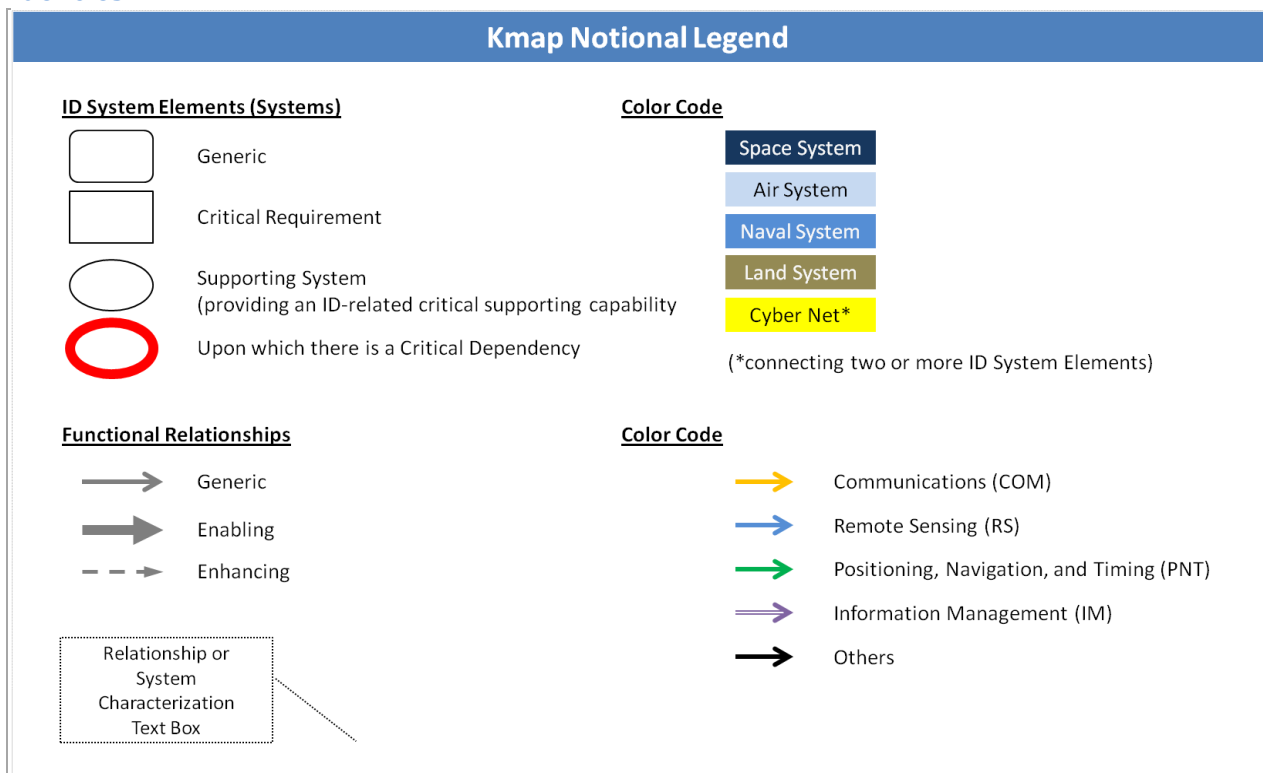 Kmap Notional Legend
ID System Elements (Systems)
Generic
Critical Requirement
Supporting System
(providing an ID-related critical supporting capability
Upon which there is a Critical Dependency
Color Code
Space System
Air System
Naval System
Land System
Cyber Net*
(*connecting two or more ID System Elements)
Functional Relationships
Generic
Enabling
Enhancing
Relationship or
System
Characterization
Text Box
Color Code
Communications (COM)
Remote Sensing (RS)
Positioning, Navigation, and Timing (PNT)
Information Management (IM)
Others